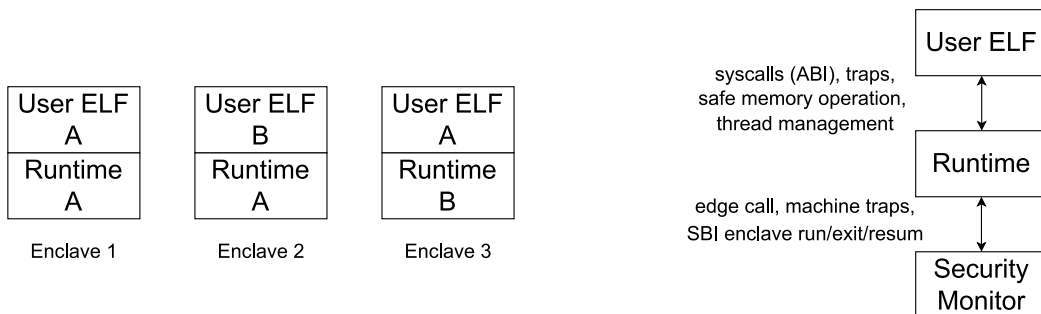 User ELF
A
Runtime
A
Enclave 1
User ELF
B
Runtime
A
Enclave 2
User ELF
A
Runtime
B
Enclave 3
User ELF
syscalls (ABI), traps,
safe memory operation,
thread management
Runtime
edge call, machine traps,
SBI enclave run/exit/resum
Security
Monitor